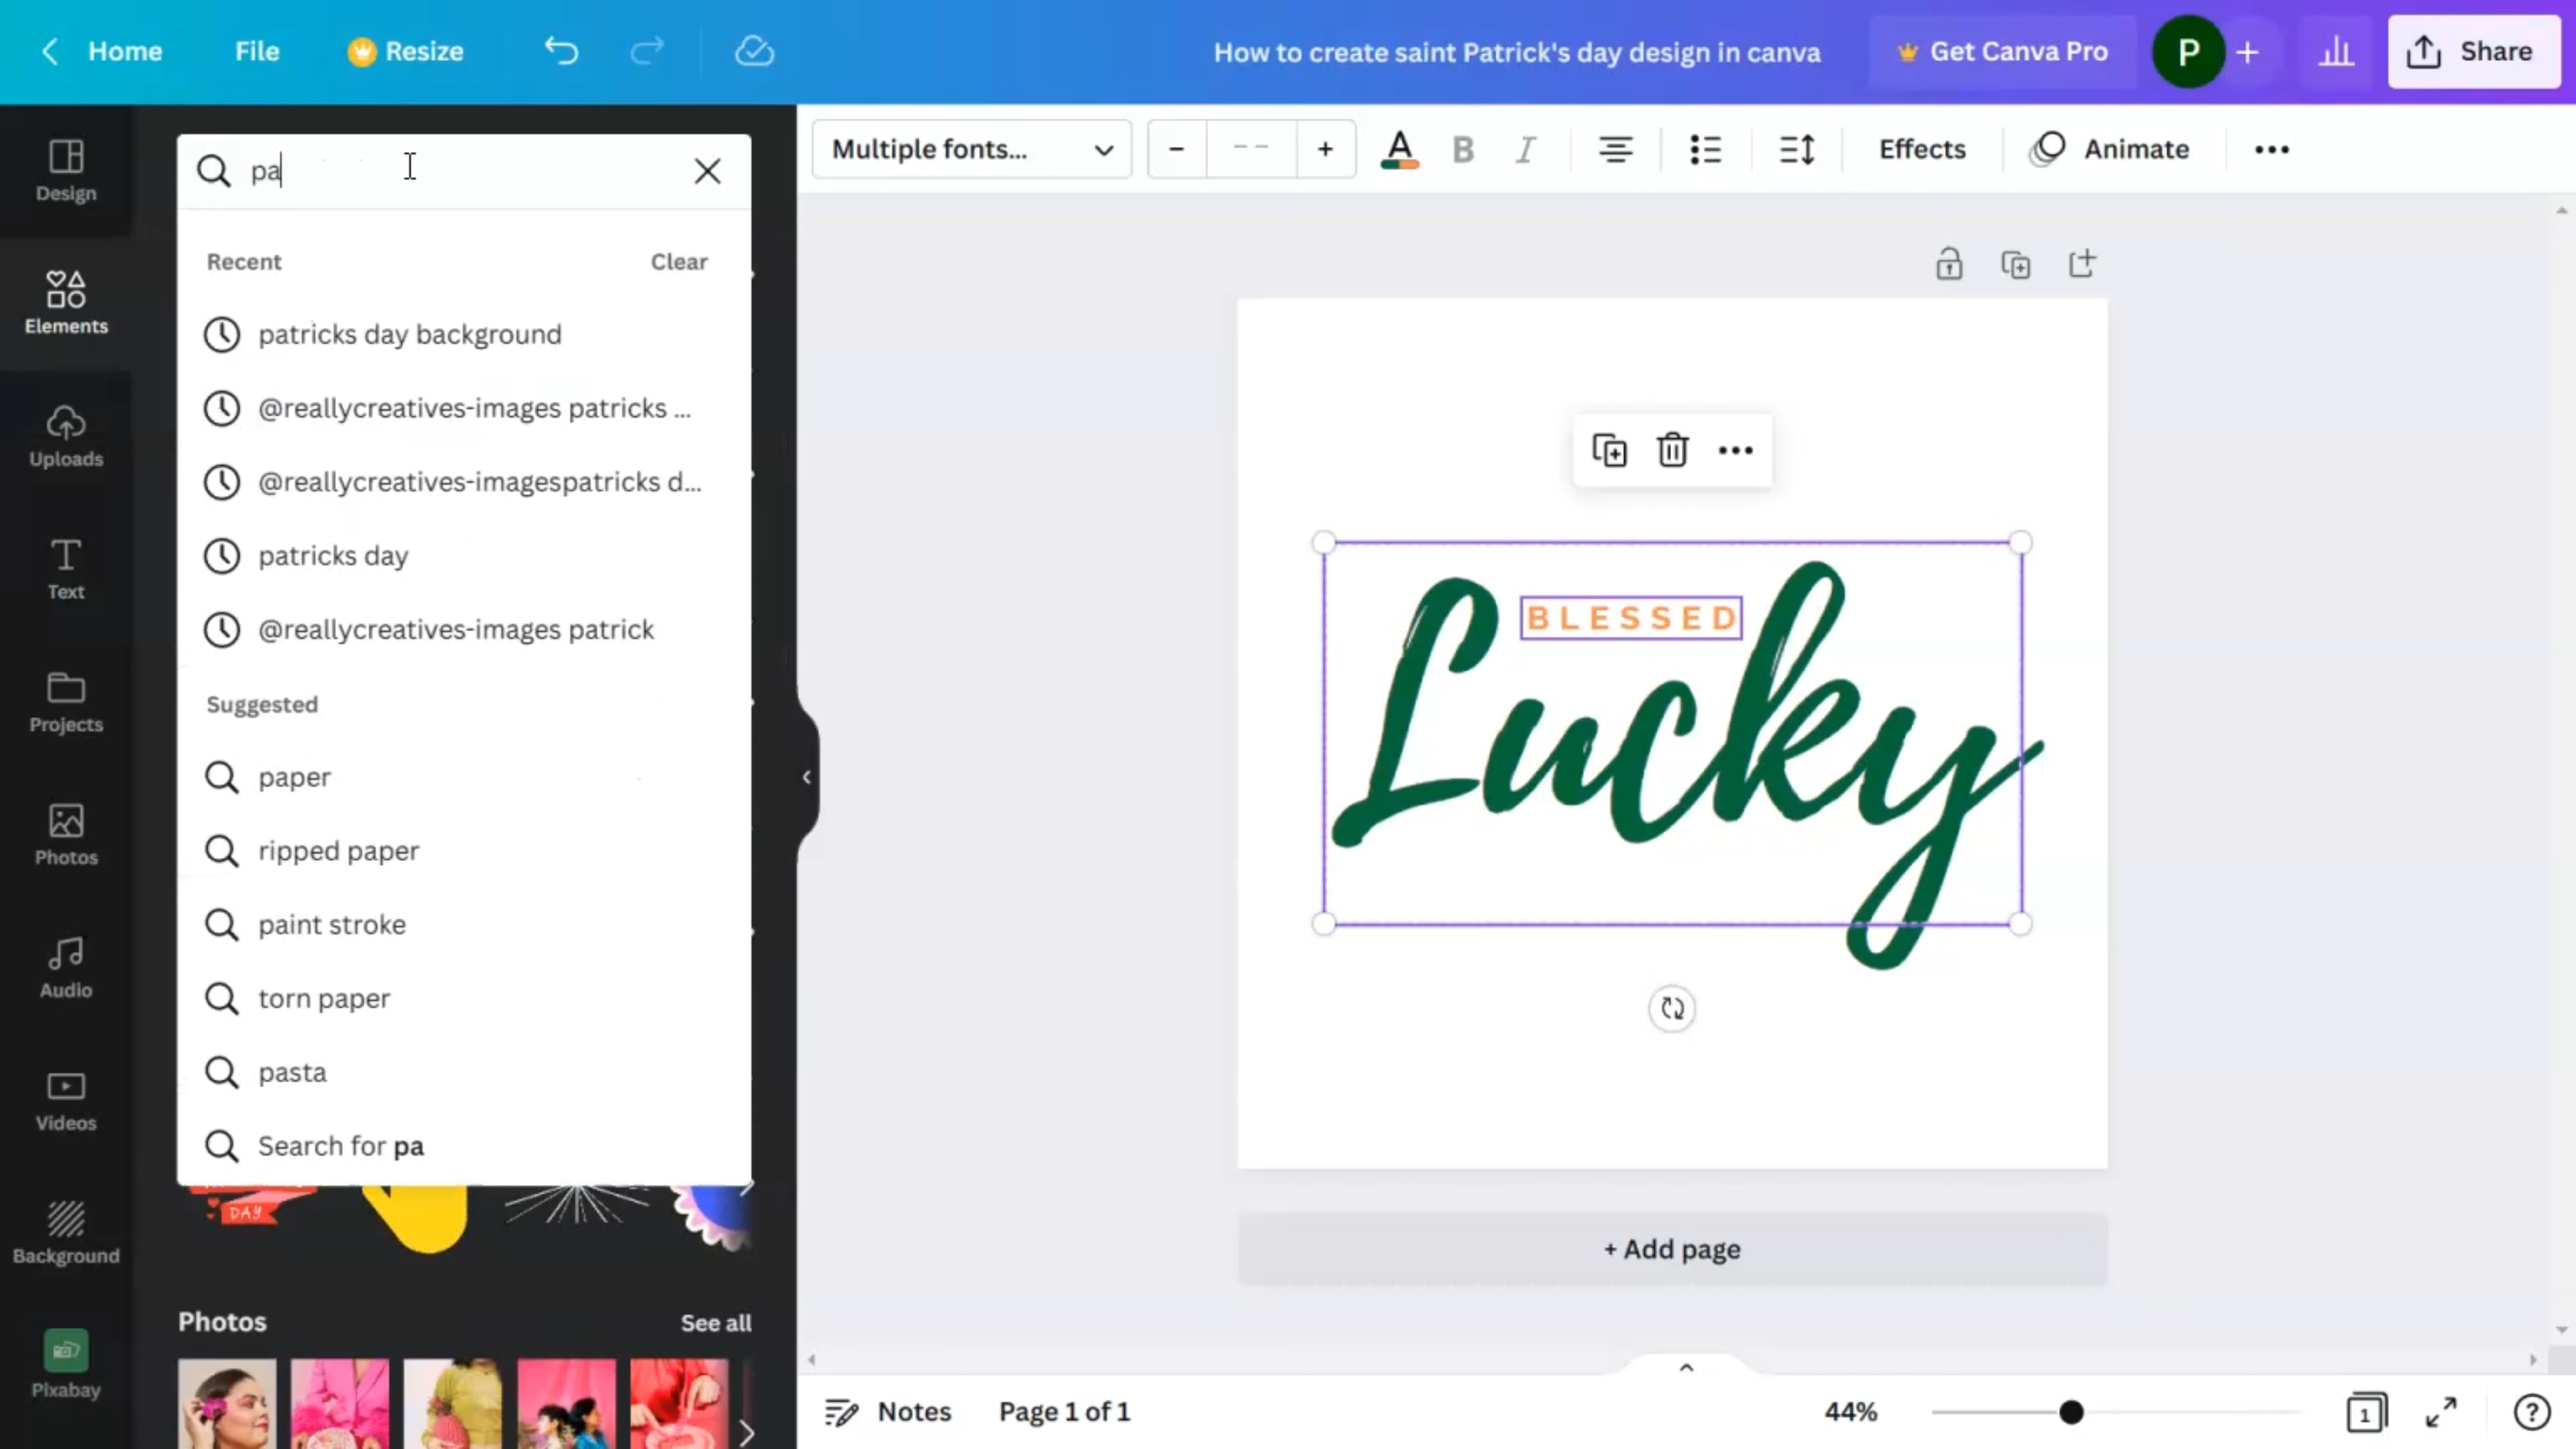 Home
File
Resize
How to create saint Patrick's day design in canva
Get Canva Pro
P
Share
Design
Elements
Uploads
Text
Projects
Photos
Audio
Videos
Background
Pixabay
pa
Recent
Clear
patricks day background
@reallycreatives-images patricks ...
@reallycreatives-imagespatricks d...
patricks day
@reallycreatives-images patrick
Suggested
paper
ripped paper
paint stroke
torn paper
pasta
Search for pa
DAY
Photos
See all
Multiple fonts...
- -- +
A B I
Effects
Animate
BLESSED
Lucky
+ Add page
Notes
Page 1 of 1
44%
1
?